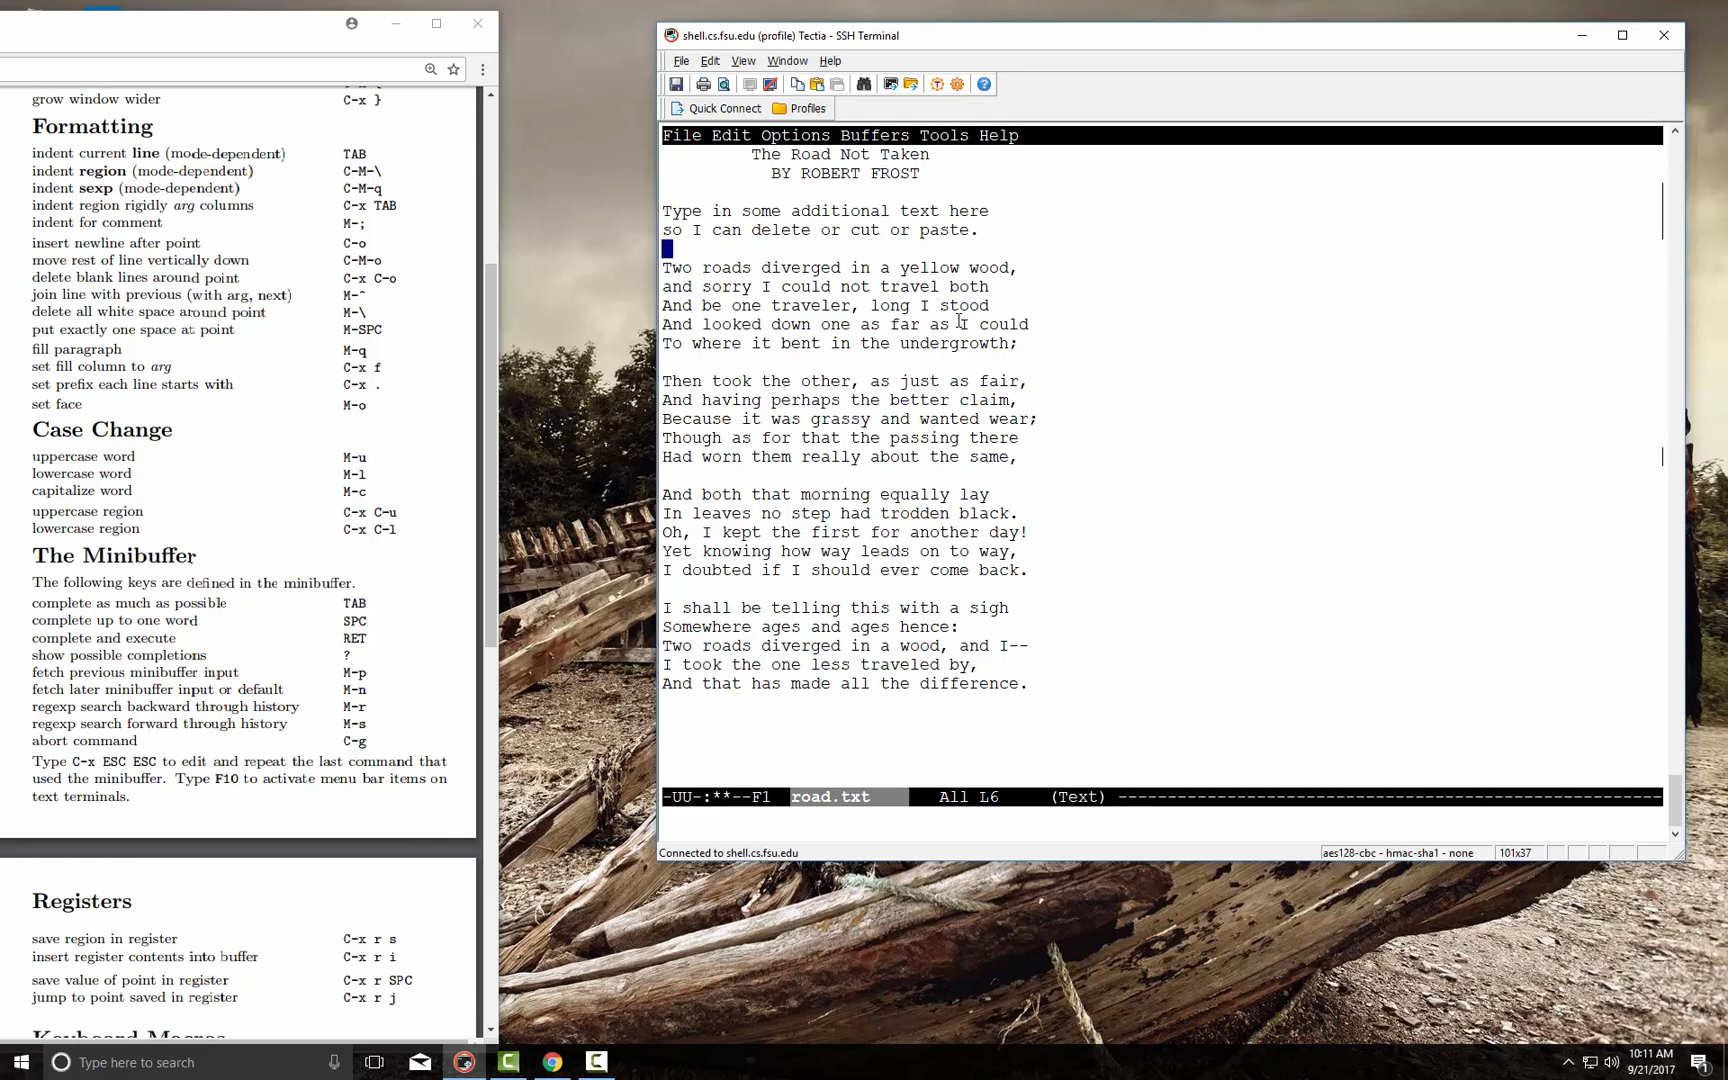 grow window wider C-x }
Formatting
indent current line (mode-dependent) TAB
indent region (mode-dependent) C-M-\
indent sexp (mode-dependent) C-M-q
indent region rigidly arg columns C-x TAB
indent for comment M-;
insert newline after point C-o
move rest of line vertically down C-M-o
delete blank lines around point C-x C-o
join line with previous (with arg, next) M-^
delete all white space around point M-\
put exactly one space at point M-SPC
fill paragraph M-q
set fill column to arg C-x f
set prefix each line starts with C-x .
set face M-o
Case Change
uppercase word M-u
lowercase word M-l
capitalize word M-c
uppercase region C-x C-u
lowercase region C-x C-l
The Minibuffer
The following keys are defined in the minibuffer.
complete as much as possible TAB
complete up to one word SPC
complete and execute RET
show possible completions ?
fetch previous minibuffer input M-p
fetch later minibuffer input or default M-n
regexp search backward through history M-r
regexp search forward through history M-s
abort command C-g
Type C-x ESC ESC to edit and repeat the last command that
used the minibuffer. Type F10 to activate menu bar items on
text terminals.
Registers
save region in register C-x r s
insert register contents into buffer C-x r i
save value of point in register C-x r SPC
jump to point saved in register C-x r j
Keyboard Macros
shell.cs.fsu.edu (profile) Tectia - SSH Terminal
File Edit View Window Help
Quick Connect Profiles
File Edit Options Buffers Tools Help
The Road Not Taken
BY ROBERT FROST
Type in some additional text here
so I can delete or cut or paste.
Two roads diverged in a yellow wood,
and sorry I could not travel both
And be one traveler, long I stood
And looked down one as far as I could
To where it bent in the undergrowth;
Then took the other, as just as fair,
And having perhaps the better claim,
Because it was grassy and wanted wear;
Though as for that the passing there
Had worn them really about the same,
And both that morning equally lay
In leaves no step had trodden black.
Oh, I kept the first for another day!
Yet knowing how way leads on to way,
I doubted if I should ever come back.
I shall be telling this with a sigh
Somewhere ages and ages hence:
Two roads diverged in a wood, and I--
I took the one less traveled by,
And that has made all the difference.
-UU-:**--F1 road.txt All L6 (Text) -------------------------------------------------------
Connected to shell.cs.fsu.edu aes128-cbc - hmac-sha1 - none 101x37
Type here to search
10:11 AM
9/21/2017